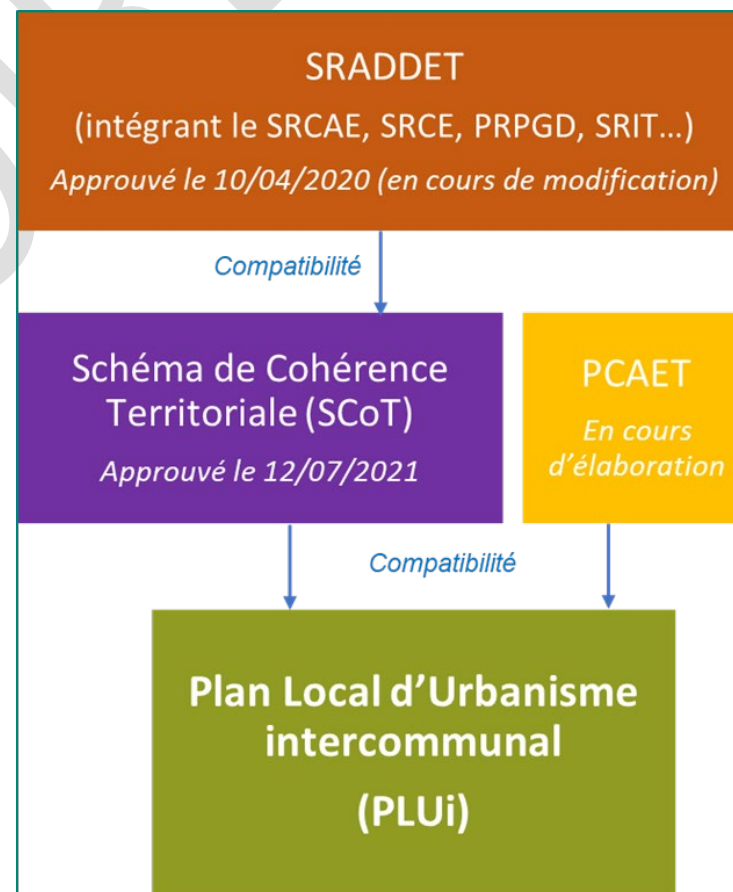 SRADDET
(intégrant le SRCAE, SRCE, PRPGD, SRIT...)
Approuvé le 10/04/2020 (en cours de modification)
Compatibilité
Schéma de Cohérence
Territoriale (SCoT)
Approuvé le 12/07/2021
PCAET
En cours
d'élaboration
Compatibilité
Plan Local d'Urbanisme
intercommunal
(PLUi)